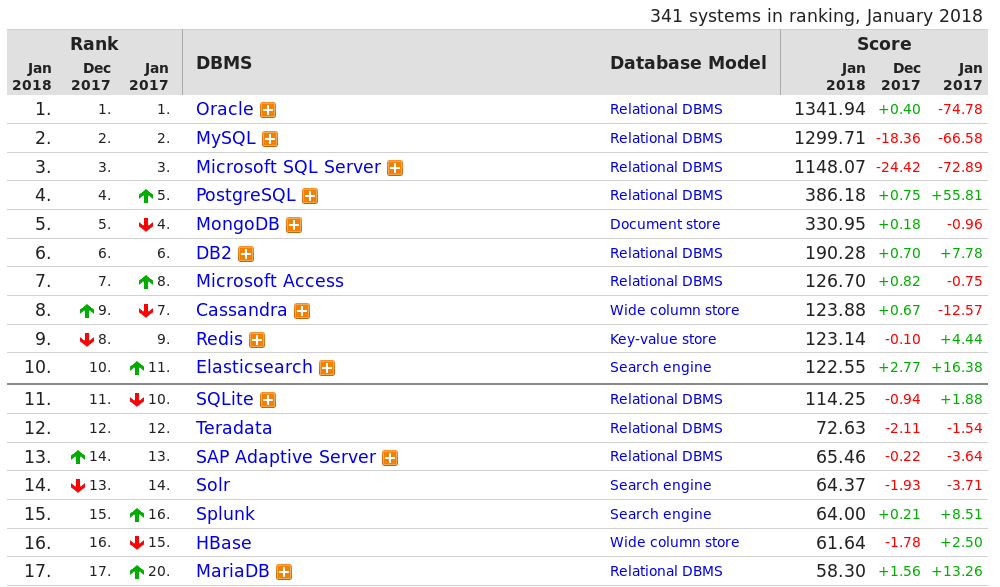 341 systems in ranking, January 2018
Rank DBMS Database Model Score
Jan 2018 Dec 2017 Jan 2017 Jan 2018 Dec 2017 Jan 2017
1. 1. 1. Oracle Relational DBMS 1341.94 +0.40 -74.78
2. 2. 2. MySQL Relational DBMS 1299.71 -18.36 -66.58
3. 3. 3. Microsoft SQL Server Relational DBMS 1148.07 -24.42 -72.89
4. 4. 5. PostgreSQL Relational DBMS 386.18 +0.75 +55.81
5. 5. 4. MongoDB Document store 330.95 +0.18 -0.96
6. 6. 6. DB2 Relational DBMS 190.28 +0.70 +7.78
7. 7. 8. Microsoft Access Relational DBMS 126.70 +0.82 -0.75
8. 9. 7. Cassandra Wide column store 123.88 +0.67 -12.57
9. 8. 9. Redis Key-value store 123.14 -0.10 +4.44
10. 10. 11. Elasticsearch Search engine 122.55 +2.77 +16.38
11. 11. 10. SQLite Relational DBMS 114.25 -0.94 +1.88
12. 12. 12. Teradata Relational DBMS 72.63 -2.11 -1.54
13. 14. 13. SAP Adaptive Server Relational DBMS 65.46 -0.22 -3.64
14. 13. 14. Solr Search engine 64.37 -1.93 -3.71
15. 15. 16. Splunk Search engine 64.00 +0.21 +8.51
16. 16. 15. HBase Wide column store 61.64 -1.78 +2.50
17. 17. 20. MariaDB Relational DBMS 58.30 +1.56 +13.26